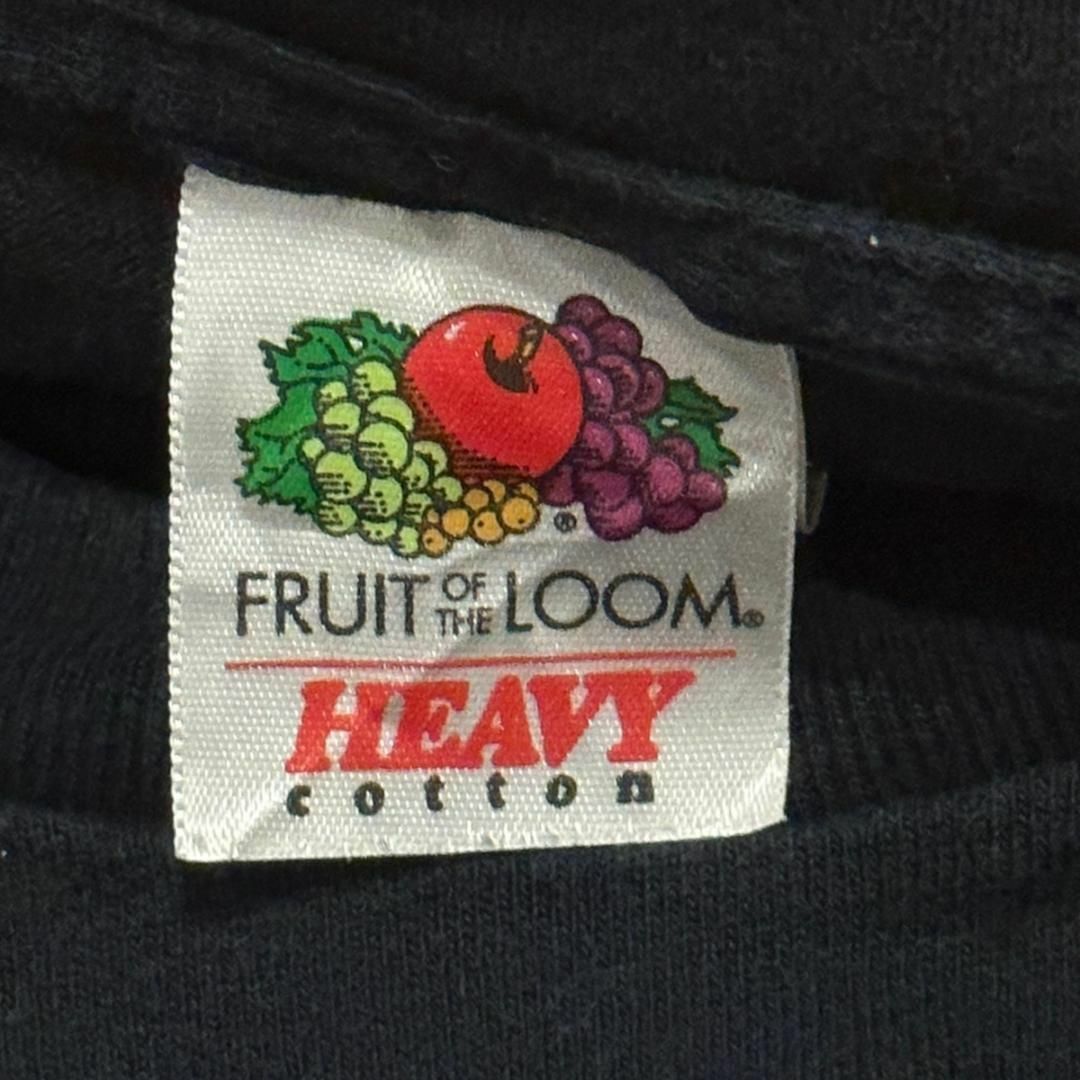 ®
FRUIT OF THE LOOM®
HEAVY
cotton